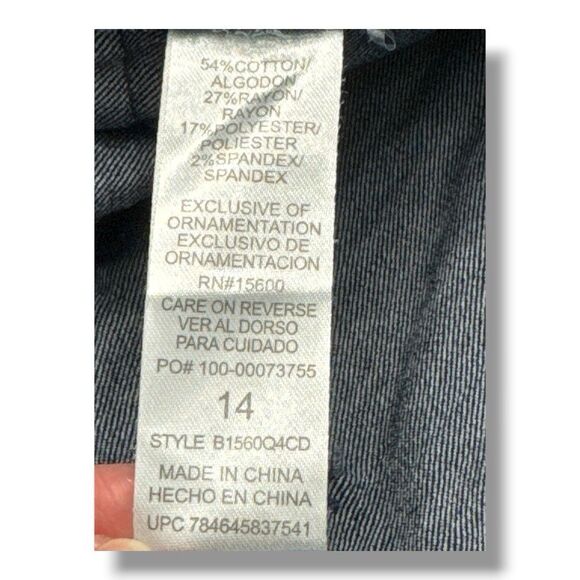 54%COTTON/
ALGODON
27%RAYON/
RAYON
17%POLYESTER/
POLIESTER
2%SPANDEX/
SPANDEX
EXCLUSIVE OF
ORNAMENTATION
EXCLUSIVO DE
ORNAMENTACION
RN#15600
CARE ON REVERSE
VER AL DORSO
PARA CUIDADO
PO# 100-00073755
14
STYLE B1560Q4CD
MADE IN CHINA
HECHO EN CHINA
UPC 784645837541